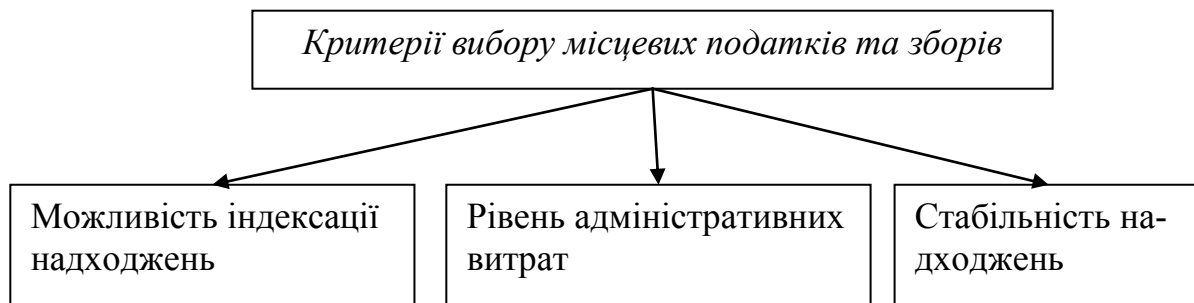 Критерії вибору місцевих податків та зборів
Можливість індексації
надходжень
Рівень адміністративних
витрат
Стабільність на-
дходжень